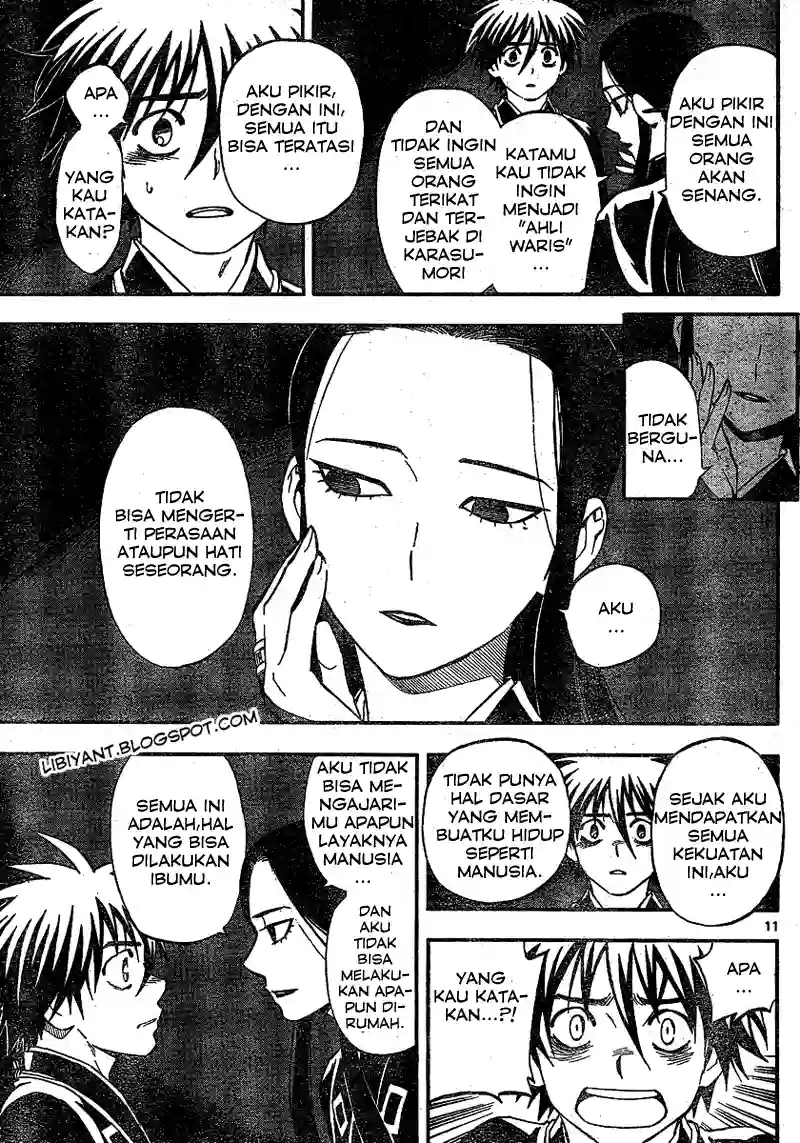 AKU PIKIR
DENGAN INI
SEMUA
ORANG
AKAN
SENANG.
KATAMU
KAU TIDAK
INGIN
MENJADI
"AHLI
WARIS"
...
DAN
TIDAK INGIN
SEMUA
ORANG
TERIKAT
DAN TER-
JEBAK DI
KARASU-
MORI
AKU PIKIR,
DENGAN INI,
SEMUA ITU
BISA TERATASI
...
APA
...
YANG
KAU
KATA-
KAN?
TIDAK
BERGU-
NA...
AKU
...
TIDAK
BISA MENGER-
TI PERASAAN
ATAUPUN HATI
SESEORANG.
LIBIYANT.BLOGSPOT.COM
SEJAK AKU
MENDAPATKAN
SEMUA
KEKUATAN
INI,AKU
...
TIDAK PUNYA
HAL DASAR
YANG MEM-
BUATKU HIDUP
SEPERTI
MANUSIA.
11
AKU TIDAK
BISA ME-
NGAJARI-
MU APAPUN
LAYAKNYA
MANUSIA
...
DAN
AKU
TIDAK
BISA
MELAKU-
KAN APA-
PUN DI-
RUMAH.
SEMUA INI
ADALAH,HAL
YANG BISA
DILAKUKAN
IBUMU.
APA
...
YANG
KAU KATA-
KAN...?!